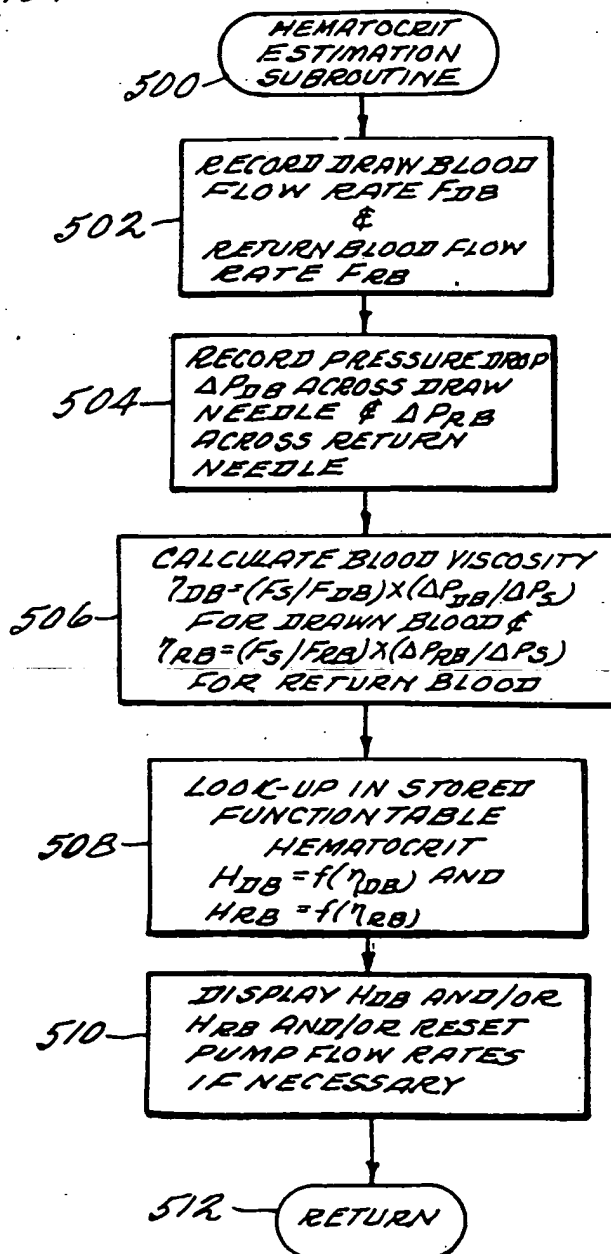 HEMATOCRIT
ESTIMATION
SUBROUTINE
500
RECORD DRAW BLOOD
FLOW RATE FDB
&
RETURN BLOOD FLOW
RATE FRB
502
RECORD PRESSURE DROP
ΔPDB ACROSS DRAW
NEEDLE & ΔPRB
ACROSS RETURN
NEEDLE
504
CALCULATE BLOOD VISCOSITY
ηDB=(FS/FDB)X(ΔPDB/ΔPS)
FOR DRAWN BLOOD &
ηRB=(FS/FRB)X(ΔPRB/ΔPS)
FOR RETURN BLOOD
506
LOOK-UP IN STORED
FUNCTION TABLE
HEMATOCRIT
HDB=f(ηDB) AND
HRB=f(ηRB)
508
DISPLAY HDB AND/OR
HRB AND/OR RESET
PUMP FLOW RATES
IF NECESSARY
510
512
RETURN